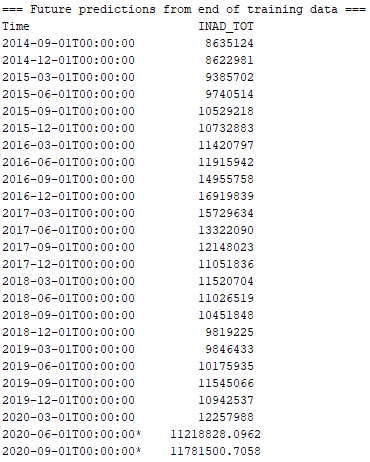 === Future predictions from end of training data ===
Time INAD_TOT
2014-09-01T00:00:00 8635124
2014-12-01T00:00:00 8622981
2015-03-01T00:00:00 9385702
2015-06-01T00:00:00 9740514
2015-09-01T00:00:00 10529218
2015-12-01T00:00:00 10732883
2016-03-01T00:00:00 11420797
2016-06-01T00:00:00 11915942
2016-09-01T00:00:00 14955758
2016-12-01T00:00:00 16919839
2017-03-01T00:00:00 15729634
2017-06-01T00:00:00 13322090
2017-09-01T00:00:00 12148023
2017-12-01T00:00:00 11051836
2018-03-01T00:00:00 11520704
2018-06-01T00:00:00 11026519
2018-09-01T00:00:00 10451848
2018-12-01T00:00:00 9819225
2019-03-01T00:00:00 9846433
2019-06-01T00:00:00 10175935
2019-09-01T00:00:00 11545066
2019-12-01T00:00:00 10942537
2020-03-01T00:00:00 12257988
2020-06-01T00:00:00* 11218828.0962
2020-09-01T00:00:00* 11781500.7058